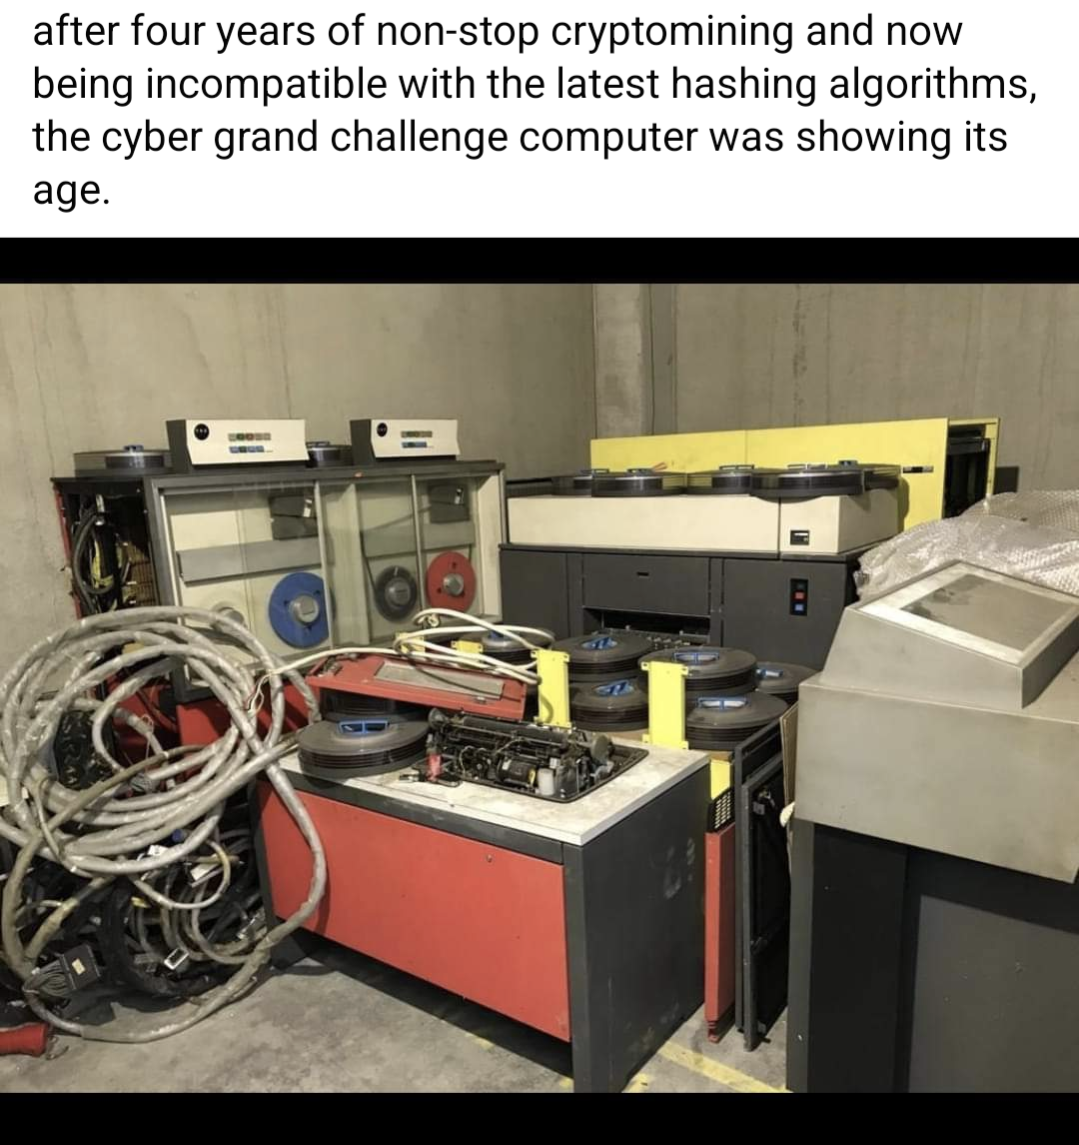 after four years of non-stop cryptomining and now
being incompatible with the latest hashing algorithms,
the cyber grand challenge computer was showing its
age.